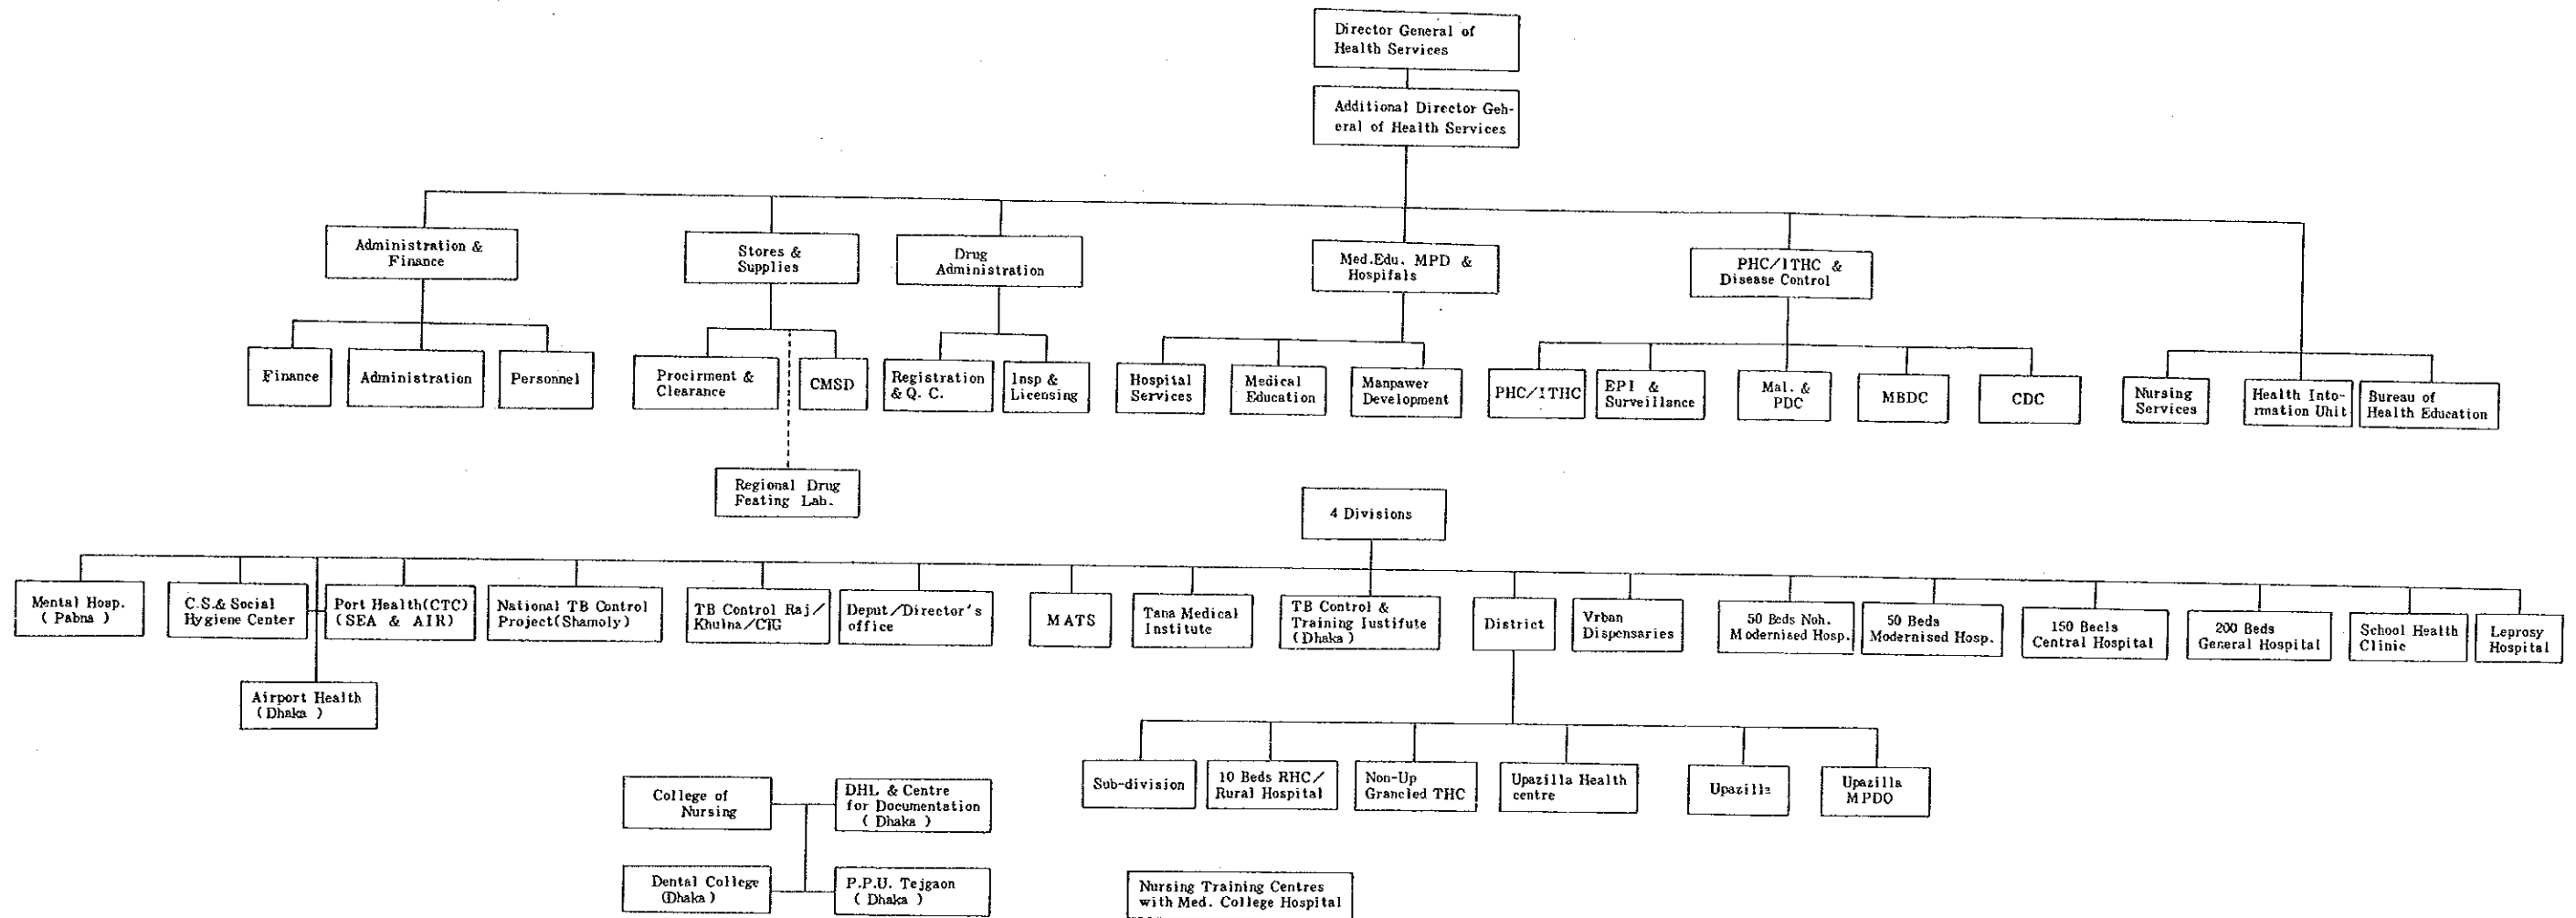 Director General of
Health Services
Additional Director Geh-
eral of Health Services
Administration &
Finance
Stores &
Supplies
Drug
Administration
Med.Edu. MPD &
Hospifals
PHC/1THC &
Disease Control
Finance
Administration
Personnel
Procirment &
Clearance
CMSD
Registration
& Q. C.
Insp &
Licensing
Hospital
Services
Medical
Education
Manpawer
Development
PHC/1THC
EPI &
Surveillance
Mal. &
PDC
MBDC
CDC
Nursing
Services
Health Info-
rmation Uhit
Bureau of
Health Education
Regional Drug
Feating Lab.
4 Divisions
Mental Hosp.
( Pabna )
C.S.& Social
Hygiene Center
Port Health(CTC)
(SEA & AIR)
National TB Control
Project(Shamoly)
TB Control Raj/
Khulna/CTG
Deput/Director's
office
MATS
Tana Medical
Institute
TB Control &
Training Iustifute
(Dhaka )
District
Vrban
Dispensaries
50 Beds Noh.
Modernised Hosp.
50 Beds
Modernised Hosp.
150 Becls
Central Hospital
200 Beds
General Hospital
School Health
Clinic
Leprosy
Hospital
Airport Health
( Dhaka )
Sub-division
10 Beds RHC/
Rural Hospital
Non-Up
Grancled THC
Upazilla Health
centre
Upazilla
Upazilla
MPDO
College of
Nursing
DHL & Centre
for Documentation
( Dhaka )
Dental College
(Dhaka )
P.P.U. Tejgaon
( Dhaka )
Nursing Training Centres
with Med. College Hospital